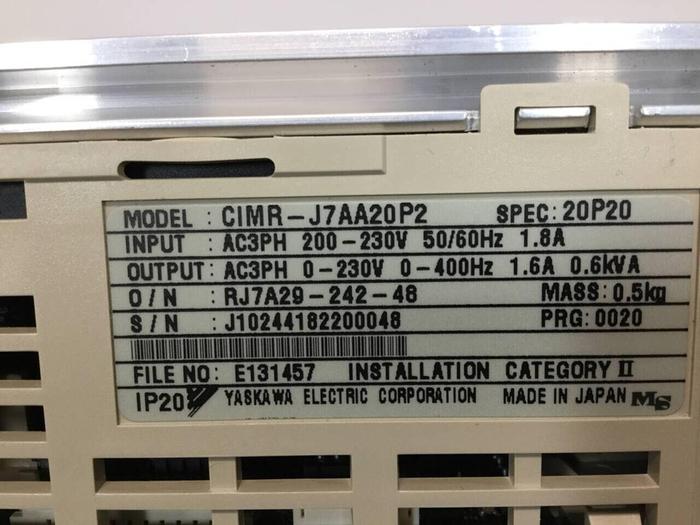 MODEL : CIMR-J7AA20P2 SPEC: 20P20
INPUT : AC3PH 200-230V 50/60Hz 1.8A
OUTPUT: AC3PH 0-230V 0-400Hz 1.6A 0.6kVA
O/N : RJ7A29-242-48 MASS: 0.5kg
S/N : J10244182200048 PRG: 0020
FILE NO: E131457 INSTALLATION CATEGORY II
IP20 YASKAWA ELECTRIC CORPORATION MADE IN JAPAN MS